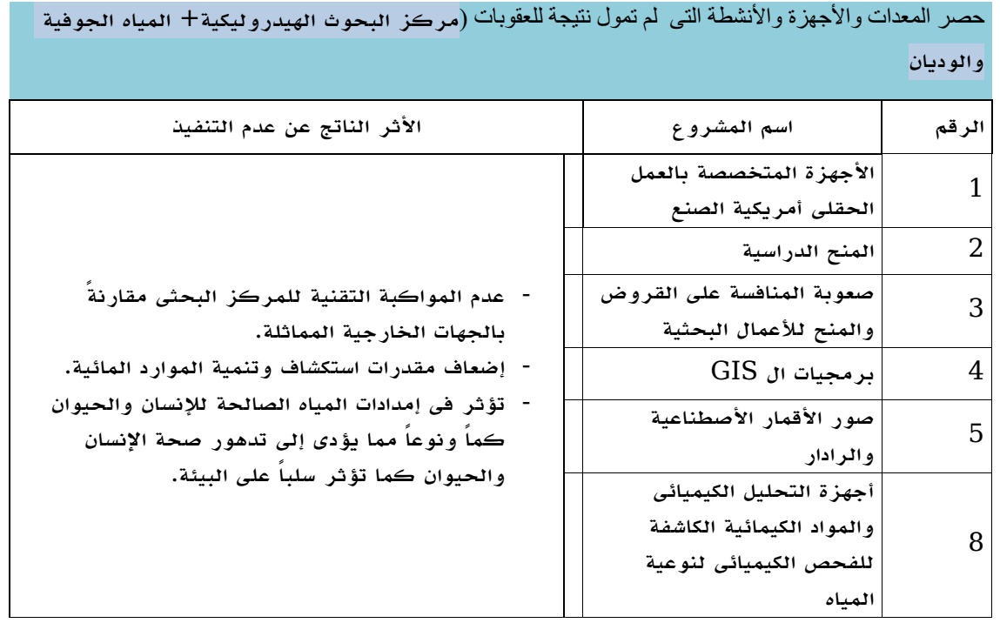 حصر المعدات والأجهزة والأنشطة التى لم تمول نتيجة للعقوبات (مركز البحوث الهيدروليكية+ المياه الجوفية
والوديان
الرقم
اسم المشروع
الأثر الناتج عن عدم التنفيذ
1
الأجهزة المتخصصة بالعمل
الحقلى أمريكية الصنع
2
المنح الدراسية
3
صعوبة المنافسة على القروض
والمنح للأعمال البحثية
4
برمجيات ال GIS
5
صور الأقمار الأصطناعية
والرادار
8
أجهزة التحليل الكيميائى
والمواد الكيمائية الكاشفة
للفحص الكيميائى لنوعية
المياه
- عدم المواكبة التقنية للمركز البحثى مقارنةً
بالجهات الخارجية المماثلة.
- إضعاف مقدرات استكشاف وتنمية الموارد المائية.
- تؤثر فى إمدادات المياه الصالحة للإنسان والحيوان
كماً ونوعاً مما يؤدى إلى تدهور صحة الإنسان
والحيوان كما تؤثر سلباً على البيئة.